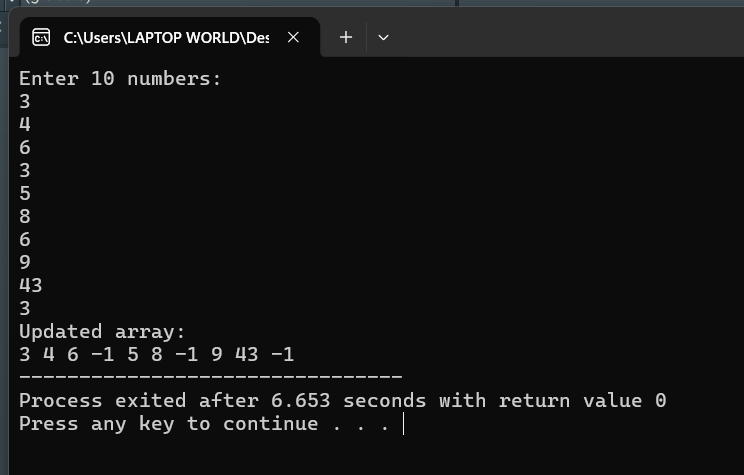 C:\Users\LAPTOP WORLD\Des
Enter 10 numbers:
3
4
6
3
5
8
6
9
43
3
Updated array:
3 4 6 -1 5 8 -1 9 43 -1
--------------------------------
Process exited after 6.653 seconds with return value 0
Press any key to continue . . .